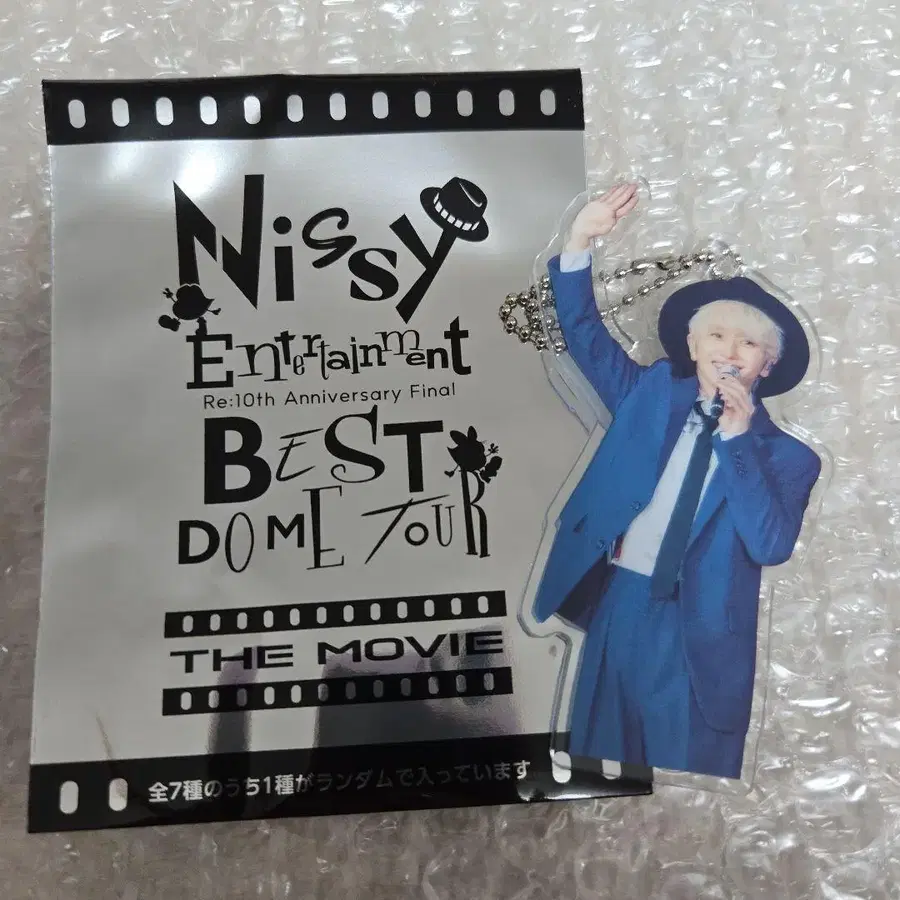 Nissy
Entertainment
Re:10th Anniversary Final
BEST
DOME TOUR
THE MOVIE
全7種のうち1種がランダムで入っています